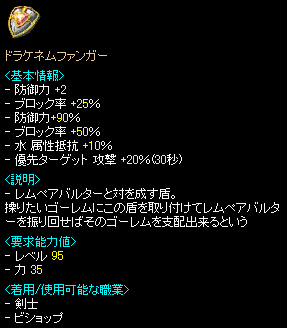 ドラケネムファンガー
<基本情報>
- 防御力 +2
- ブロック率 +25%
- 防御力+90%
- ブロック率 +50%
- 水 属性抵抗 +10%
- 優先ターゲット 攻撃 +20%(30秒)
<説明>
- レムペアバルターと対を成す盾。
操りたいゴーレムにこの盾を取り付けてレムペアバルタ
ーを振り回せばそのゴーレムを支配出来るという
<要求能力値>
- レベル 95
- 力 35
<着用/使用可能な職業>
- 剣士
- ビショップ